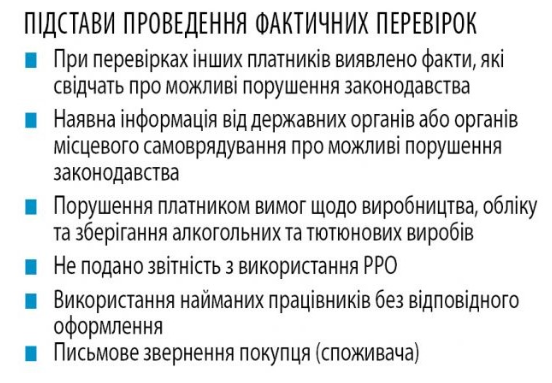 ПІДСТАВИ ПРОВЕДЕННЯ ФАКТИЧНИХ ПЕРЕВІРОК
При перевірках інших платників виявлено факти, які
свідчать про можливі порушення законодавства
Наявна інформація від державних органів або органів
місцевого самоврядування про можливі порушення
законодавства
Порушення платником вимог щодо виробництва, обліку
та зберігання алкогольних та тютюнових виробів
Не подано звітність з використання РРО
Використання найманих працівників без відповідного
оформлення
Письмове звернення покупця (споживача)